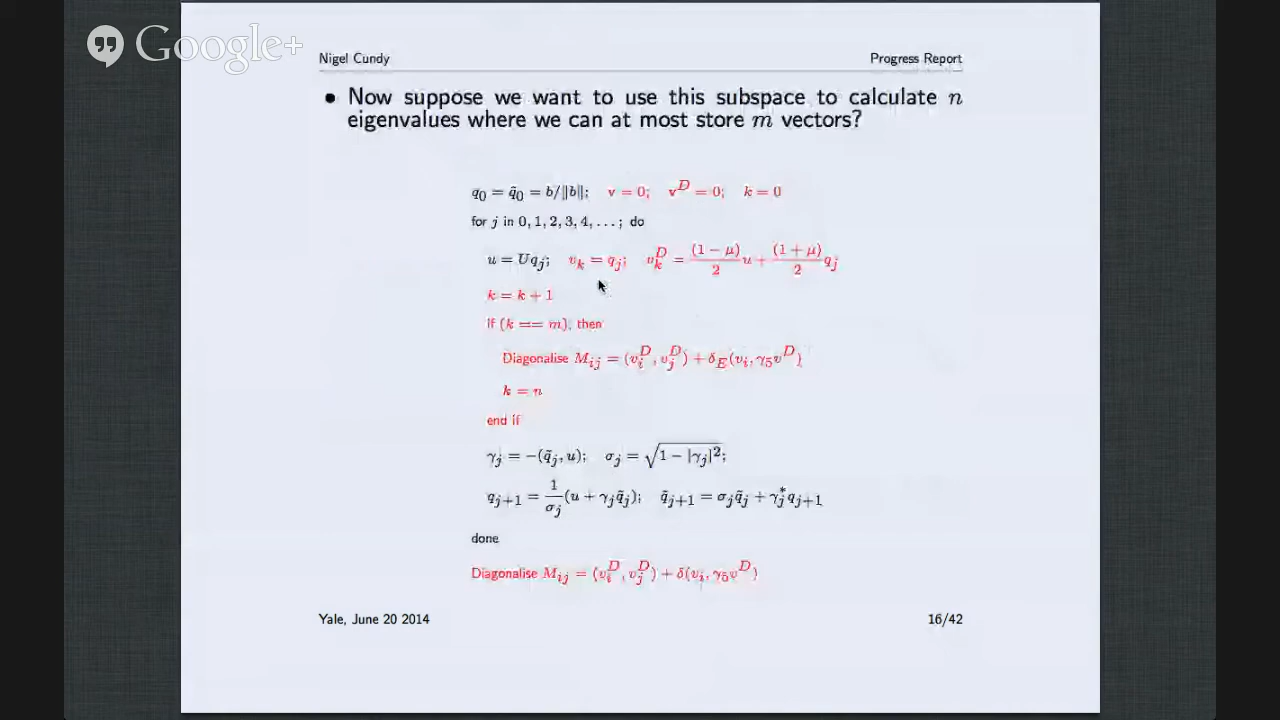 Google+
Nigel Cundy Progress Report
• Now suppose we want to use this subspace to calculate n
eigenvalues where we can at most store m vectors?
q₀ = q̃₀ = b/‖b‖; v = 0; v^D = 0; k = 0
for j in 0, 1, 2, 3, 4, . . . ; do
u = Uq_j; v_k = q_j; v_k^D = (1 − μ)/2 u + (1 + μ)/2 q_j
k = k + 1
if (k == m), then
Diagonalise M_ij = (v_i^D, v_j^D) + δ_E(v_i, γ₅v^D)
k = n
end if
γ_j = −(q̃_j, u); σ_j = √(1 − |γ_j|²);
q_{j+1} = 1/σ_j (u + γ_j q̃_j); q̃_{j+1} = σ_j q̃_j + γ_j^* q_{j+1}
done
Diagonalise M_ij = (v_i^D, v_j^D) + δ(v_i, γ₅v^D)
Yale, June 20 2014 16/42